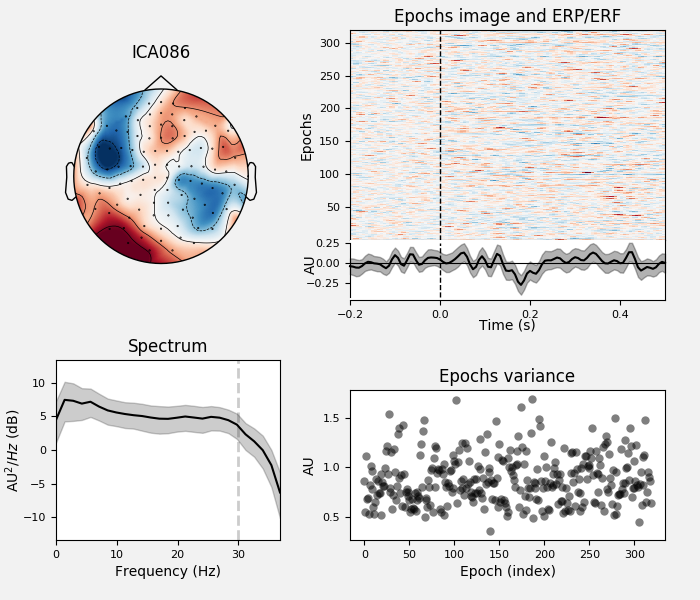 ICA086
Epochs image and ERP/ERF
300
250
200
150
100
50
Epochs
0.25
0.00
−0.25
AU
−0.2
0.0
0.2
0.4
Time (s)
Spectrum
10
5
0
−5
−10
AU²/Hz (dB)
0
10
20
30
Frequency (Hz)
Epochs variance
1.5
1.0
0.5
AU
0
50
100
150
200
250
300
Epoch (index)